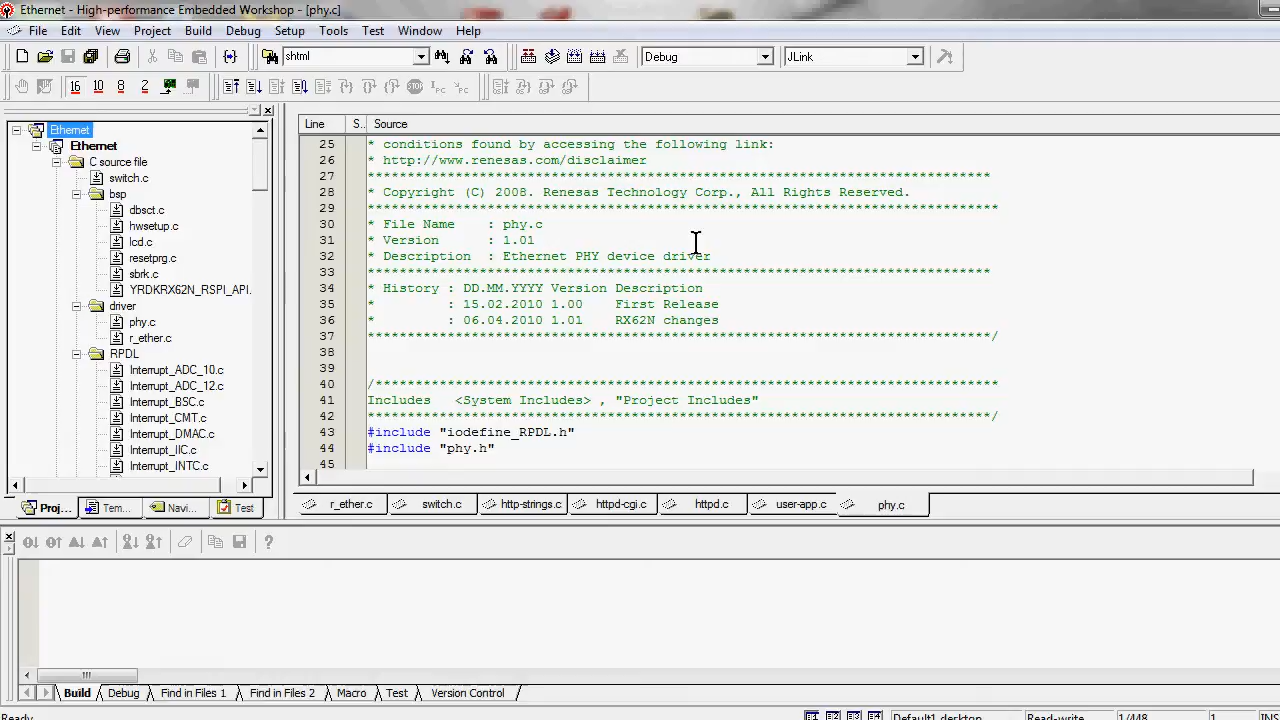 Ethernet - High-performance Embedded Workshop - [phy.c]
File Edit View Project Build Debug Setup Tools Test Window Help
shtml Debug JLink
16 10 8 2
Ethernet
Ethernet
C source file
switch.c
bsp
dbsct.c
hwsetup.c
lcd.c
resetprg.c
sbrk.c
YRDKRX62N_RSPI_API.
driver
phy.c
r_ether.c
RPDL
Interrupt_ADC_10.c
Interrupt_ADC_12.c
Interrupt_BSC.c
Interrupt_CMT.c
Interrupt_DMAC.c
Interrupt_IIC.c
Interrupt_INTC.c
Proj... Tem... Navi... Test
Line S.. Source
25 * conditions found by accessing the following link:
26 * http://www.renesas.com/disclaimer
27 ******************************************************************************
28 * Copyright (C) 2008. Renesas Technology Corp., All Rights Reserved.
29 *******************************************************************************
30 * File Name : phy.c
31 * Version : 1.01
32 * Description : Ethernet PHY device driver
33 ******************************************************************************
34 * History : DD.MM.YYYY Version Description
35 * : 15.02.2010 1.00 First Release
36 * : 06.04.2010 1.01 RX62N changes
37 ******************************************************************************/
38
39
40 /******************************************************************************
41 Includes <System Includes> , "Project Includes"
42 ******************************************************************************/
43 #include "iodefine_RPDL.h"
44 #include "phy.h"
45
r_ether.c switch.c http-strings.c httpd-cgi.c httpd.c user-app.c phy.c
Build Debug Find in Files 1 Find in Files 2 Macro Test Version Control
Ready Default1 desktop Read-write 1/448 1